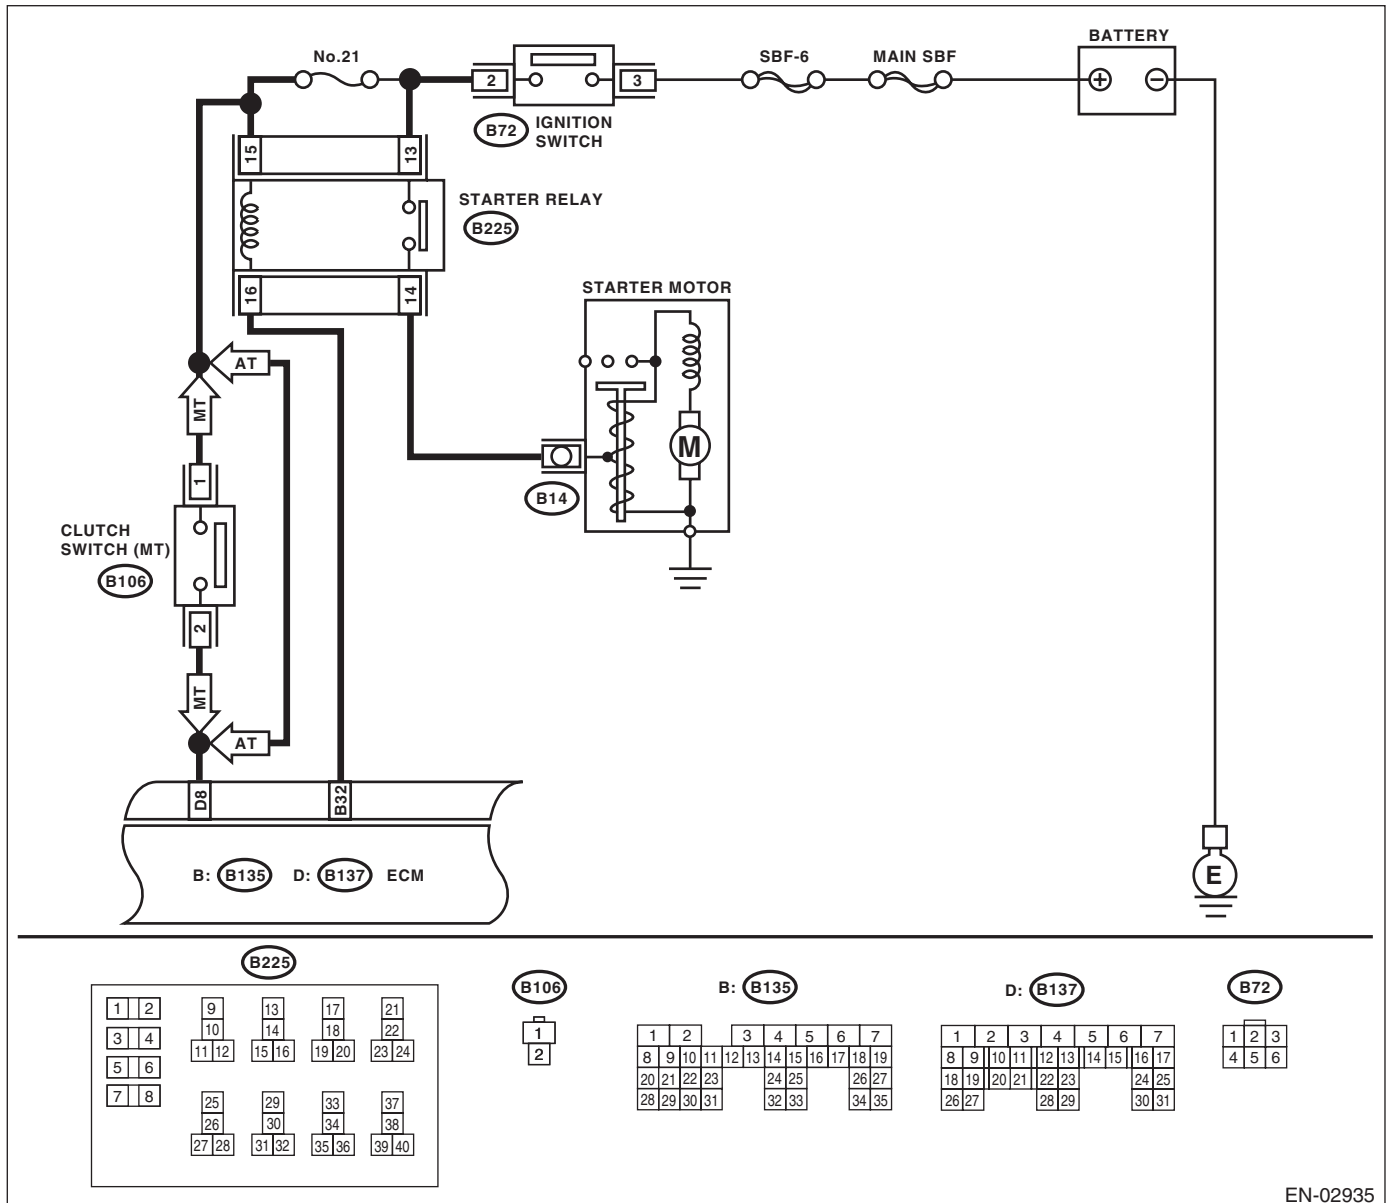 BATTERY
No.21
SBF-6
MAIN SBF
2
3
+
−
B72
IGNITION
SWITCH
15
13
STARTER RELAY
B225
16
14
STARTER MOTOR
AT
MT
M
1
B14
CLUTCH
SWITCH (MT)
B106
2
MT
AT
D8
B32
B: B135 D: B137 ECM
E
B225
1 2
3 4
5 6
7 8
9
10
11 12
13
14
15 16
17
18
19 20
21
22
23 24
25
26
27 28
29
30
31 32
33
34
35 36
37
38
39 40
B106
1
2
B: B135
1 2 3 4 5 6 7
8 9 10 11 12 13 14 15 16 17 18 19
20 21 22 23 24 25 26 27
28 29 30 31 32 33 34 35
D: B137
1 2 3 4 5 6 7
8 9 10 11 12 13 14 15 16 17
18 19 20 21 22 23 24 25
26 27 28 29 30 31
B72
1 2 3
4 5 6
EN-02935